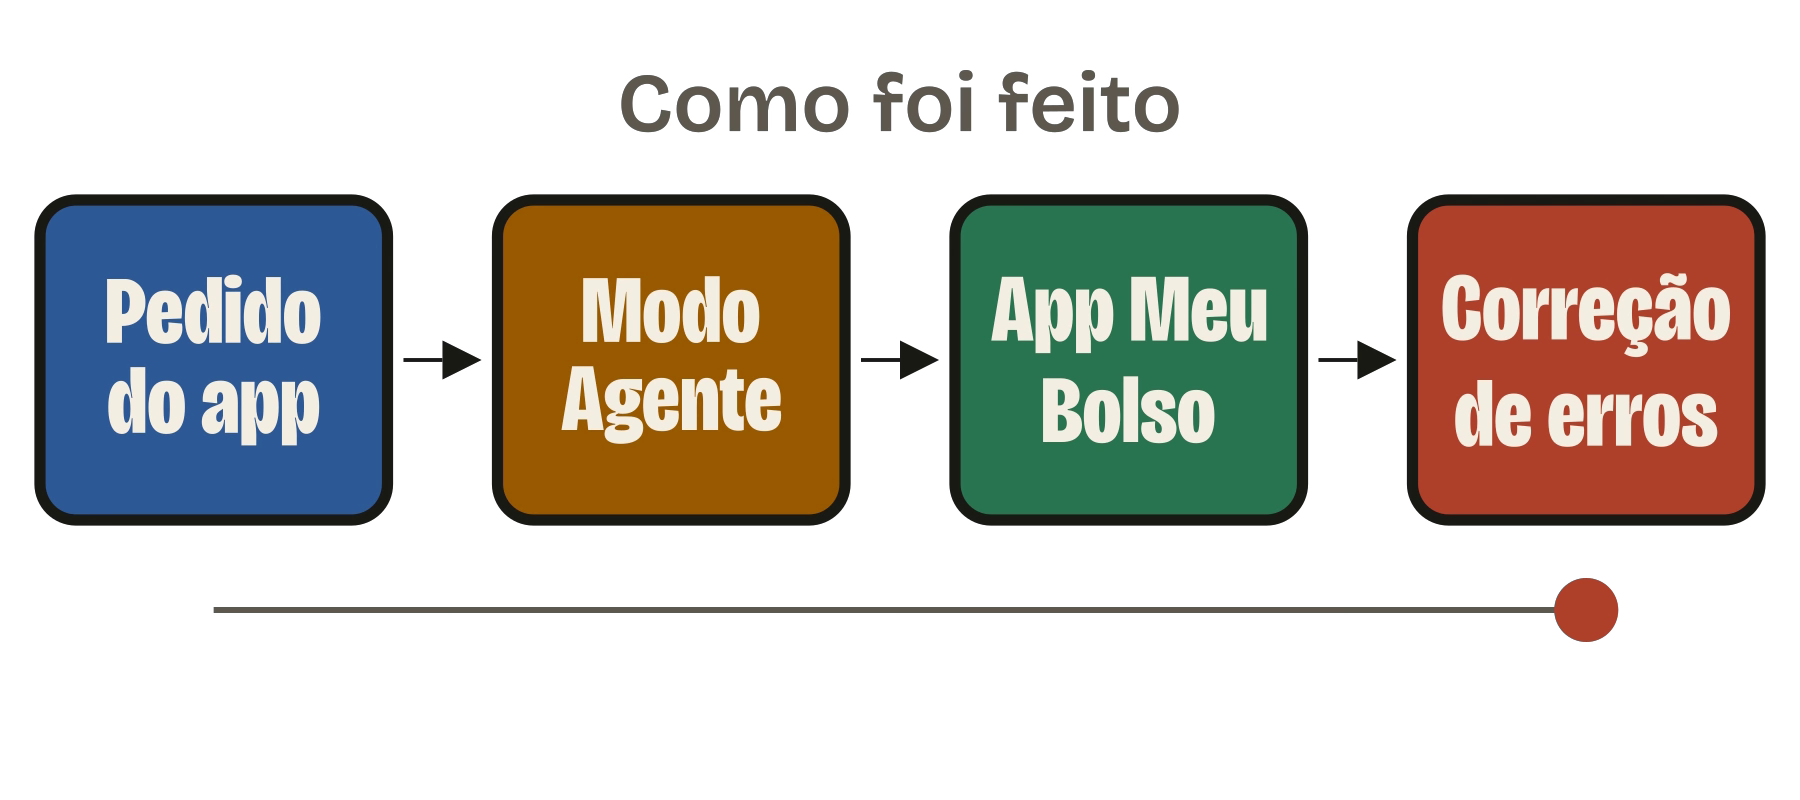 Como foi feito
Pedido
do app
Modo
Agente
App Meu
Bolso
Correção
de erros